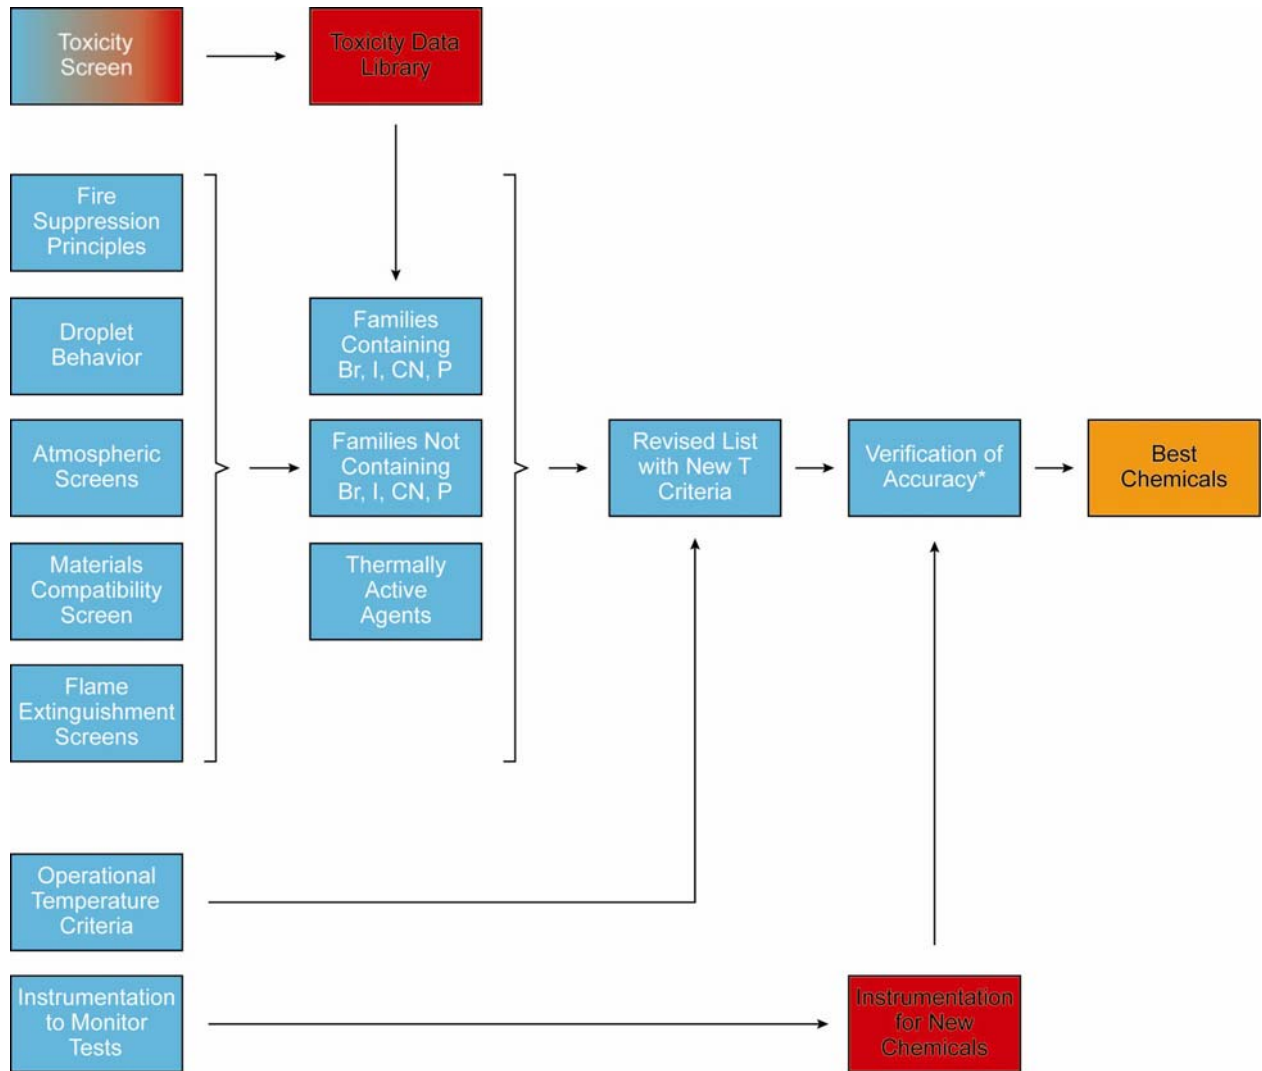 Toxicity
Screen
Toxicity Data
Library
Fire
Suppression
Principles
Droplet
Behavior
Families
Containing
Br, I, CN, P
Atmospheric
Screens
Families Not
Containing
Br, I, CN, P
Revised List
with New T
Criteria
Verification of
Accuracy*
Best
Chemicals
Materials
Compatibility
Screen
Thermally
Active
Agents
Flame
Extinguishment
Screens
Operational
Temperature
Criteria
Instrumentation
to Monitor
Tests
Instrumentation
for New
Chemicals